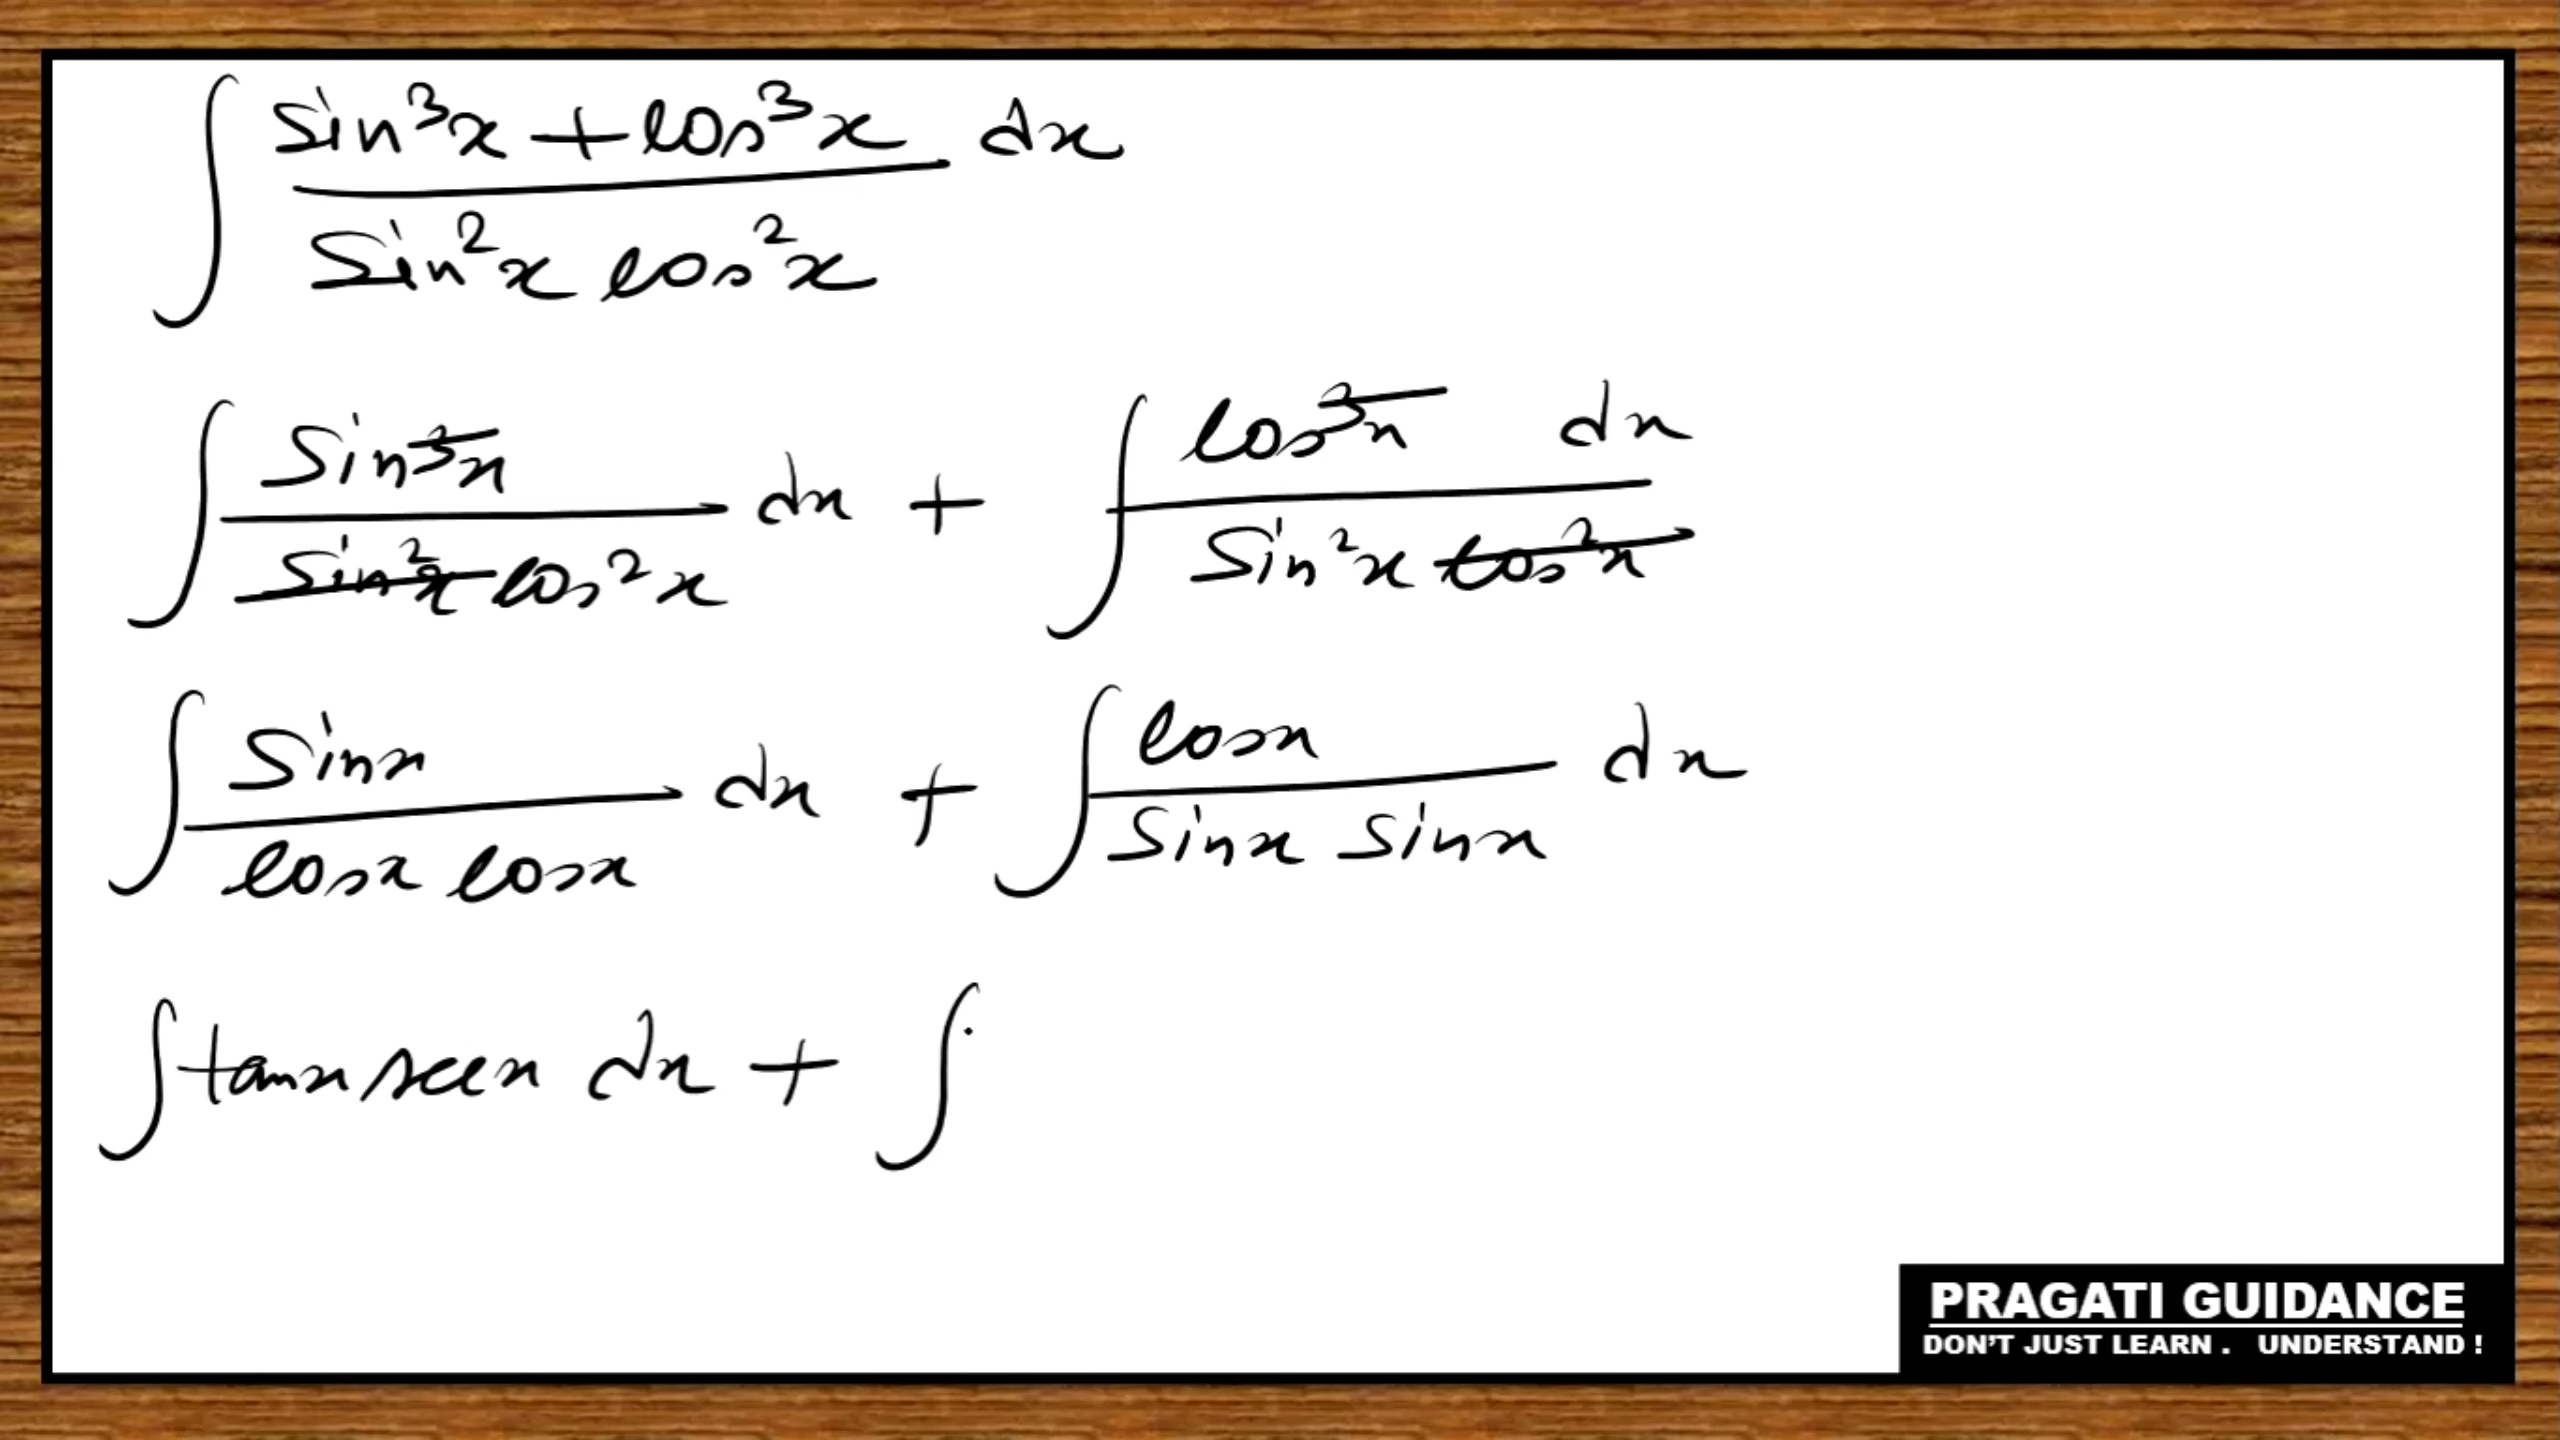 ∫ sin³x + cos³x / sin²x cos²x dx
∫ sin³x / sin²x cos²x dx + ∫ cos³x dx / sin²x cos²x
∫ sinx / cosx cosx dx + ∫ cosx / sinx sinx dx
∫ tanx secx dx + ∫
PRAGATI GUIDANCE
DON'T JUST LEARN . UNDERSTAND !